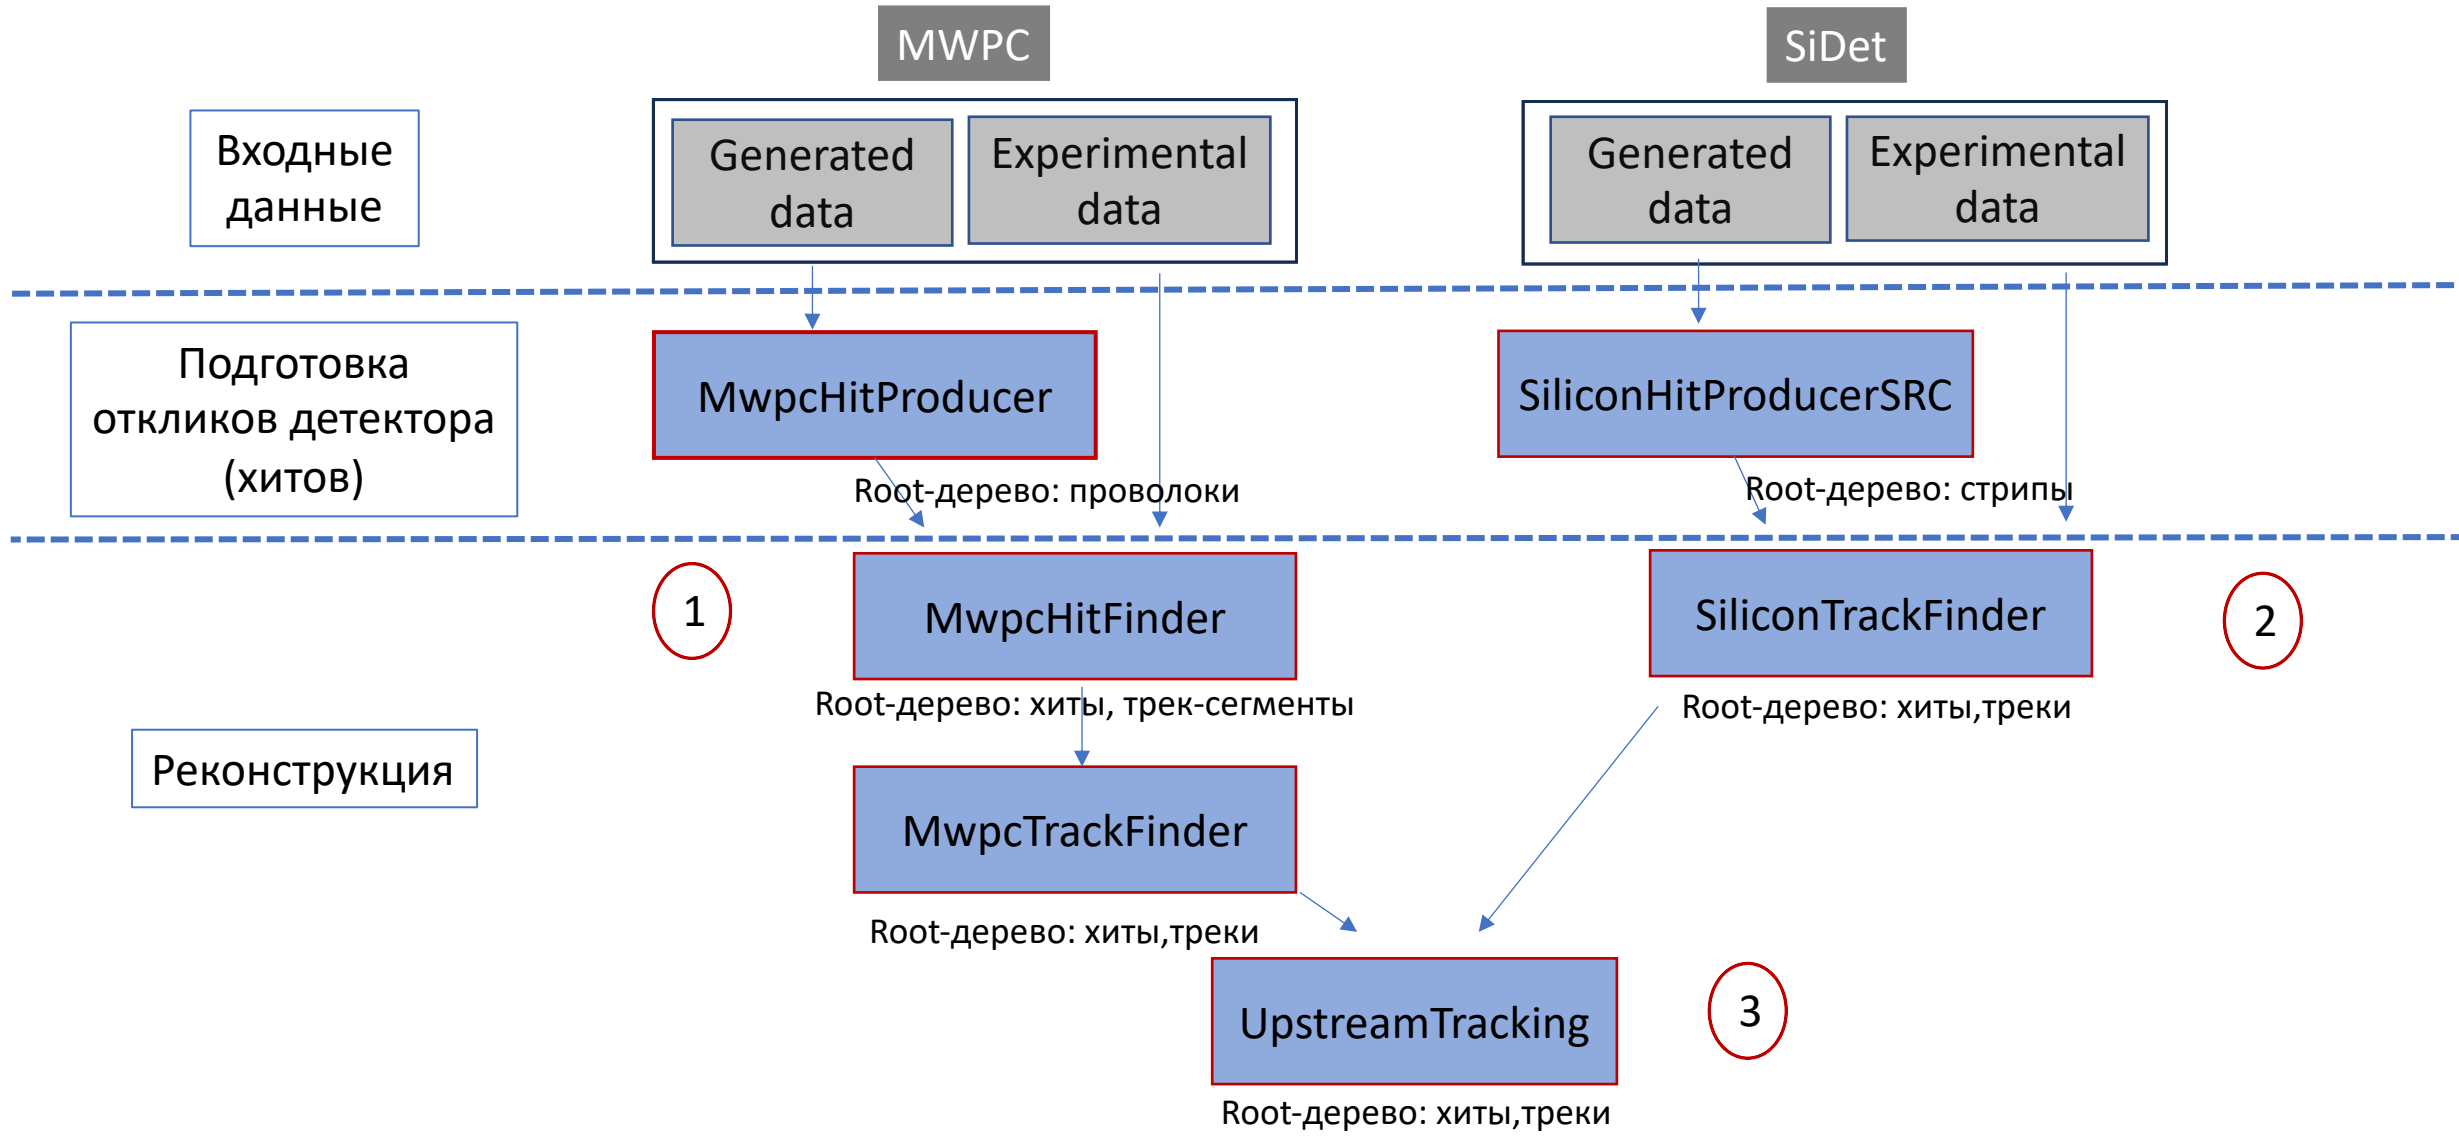 MWPC
SiDet
Входные
данные
Generated
data
Experimental
data
Generated
data
Experimental
data
Подготовка
откликов детектора
(хитов)
MwpcHitProducer
SiliconHitProducerSRC
Root-дерево: проволоки
Root-дерево: стрипы
1
MwpcHitFinder
SiliconTrackFinder
2
Root-дерево: хиты, трек-сегменты
Root-дерево: хиты,треки
Реконструкция
MwpcTrackFinder
Root-дерево: хиты,треки
UpstreamTracking
3
Root-дерево: хиты,треки